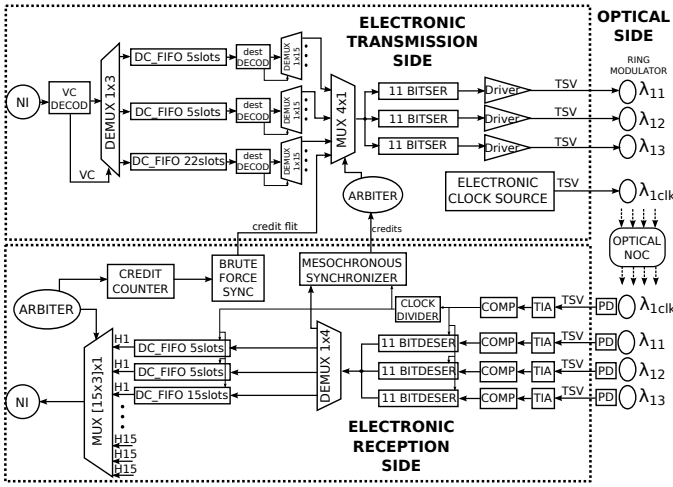 ELECTRONIC
TRANSMISSION
SIDE
OPTICAL
SIDE
RING
MODULATOR
NI
VC
DECOD
VC
DEMUX 1x3
DC_FIFO 5slots
dest
DECOD
DEMUX
1x15
DC_FIFO 5slots
dest
DECOD
DEMUX
1x15
DC_FIFO 22slots
dest
DECOD
DEMUX
1x15
MUX 4x1
11 BITSER
Driver
TSV
λ11
11 BITSER
Driver
TSV
λ12
11 BITSER
Driver
TSV
λ13
ARBITER
ELECTRONIC
CLOCK SOURCE
TSV
λ1clk
credit flit
credits
OPTICAL
NOC
ARBITER
CREDIT
COUNTER
BRUTE
FORCE
SYNC
MESOCHRONOUS
SYNCHRONIZER
CLOCK
DIVIDER
COMP
TIA
TSV
PD
λ1clk
H1
DC_FIFO 5slots
11 BITDESER
COMP
TIA
TSV
PD
λ11
H1
DC_FIFO 5slots
11 BITDESER
COMP
TIA
TSV
PD
λ12
H1
DC_FIFO 15slots
11 BITDESER
COMP
TIA
TSV
PD
λ13
DEMUX 1x4
NI
MUX [15x3]x1
H15
H15
H15
ELECTRONIC
RECEPTION
SIDE